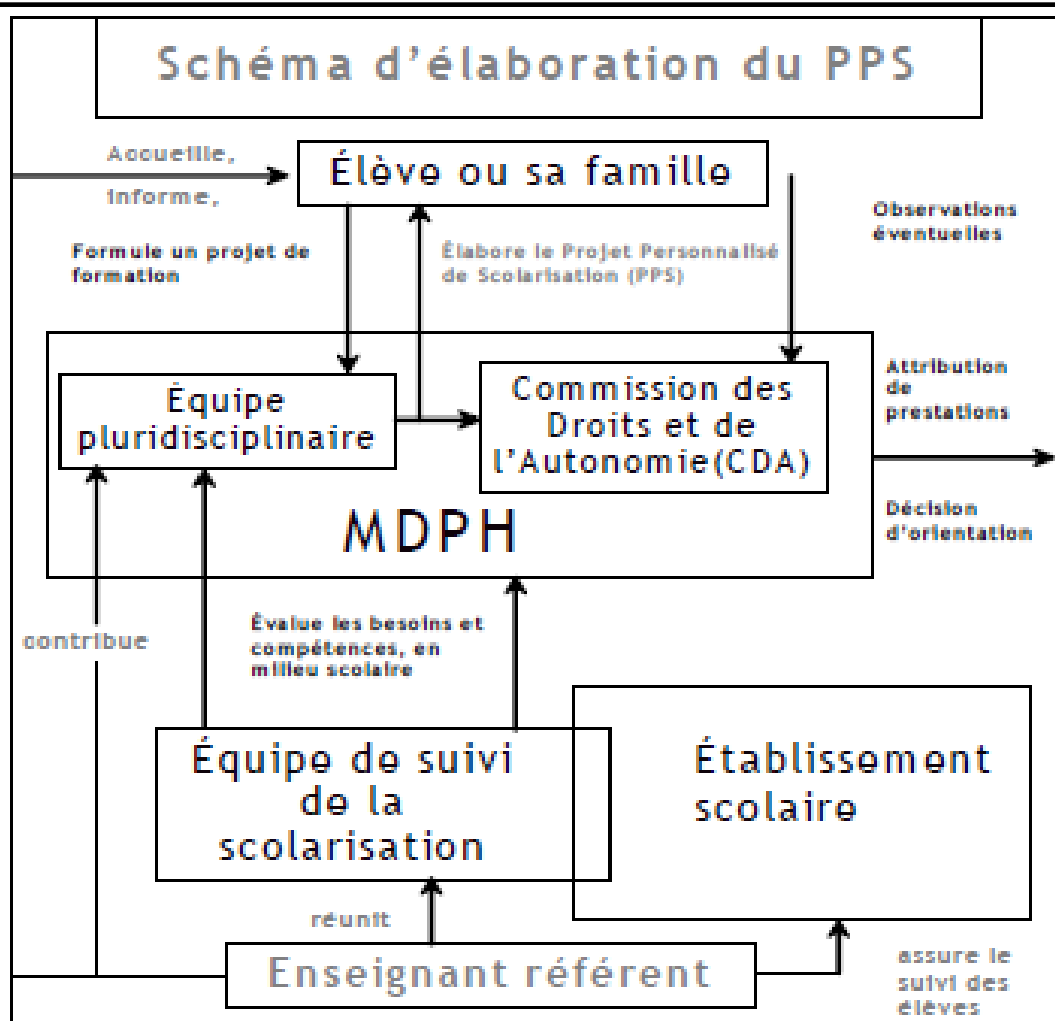 Schéma d'élaboration du PPS
Accueille,
informe,
Élève ou sa famille
Observations
éventuelles
Formule un projet de
formation
Élabore le Projet Personnalisé
de Scolarisation (PPS)
Équipe
pluridisciplinaire
Commission des
Droits et de
l'Autonomie(CDA)
Attribution
de
prestations
MDPH
Décision
d'orientation
contribue
Évalue les besoins et
compétences, en
milieu scolaire
Équipe de suivi
de la
scolarisation
Établissement
scolaire
réunit
Enseignant référent
assure le
suivi des
élèves